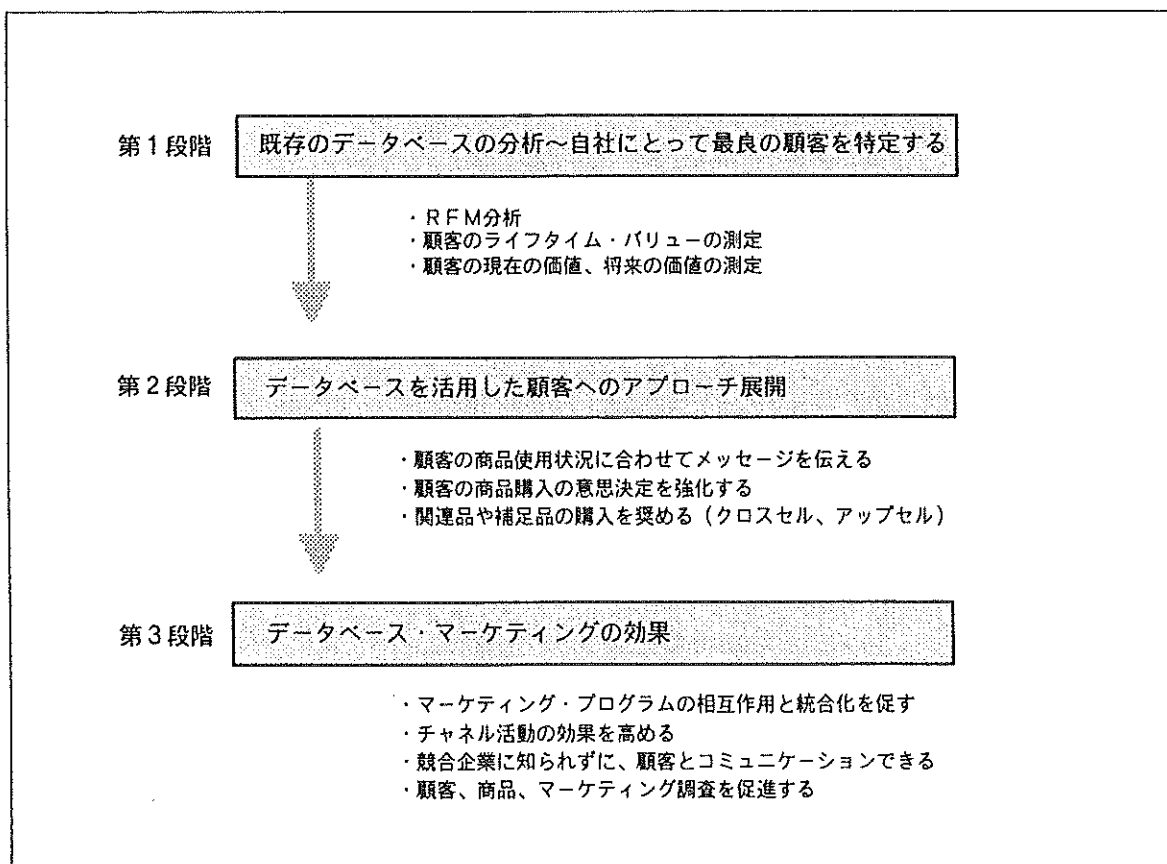 第1段階
既存のデータベースの分析～自社にとって最良の顧客を特定する
・RFM分析
・顧客のライフタイム・バリューの測定
・顧客の現在の価値、将来の価値の測定
第2段階
データベースを活用した顧客へのアプローチ展開
・顧客の商品使用状況に合わせてメッセージを伝える
・顧客の商品購入の意思決定を強化する
・関連品や補足品の購入を奨める（クロスセル、アップセル）
第3段階
データベース・マーケティングの効果
・マーケティング・プログラムの相互作用と統合化を促す
・チャネル活動の効果を高める
・競合企業に知られずに、顧客とコミュニケーションできる
・顧客、商品、マーケティング調査を促進する